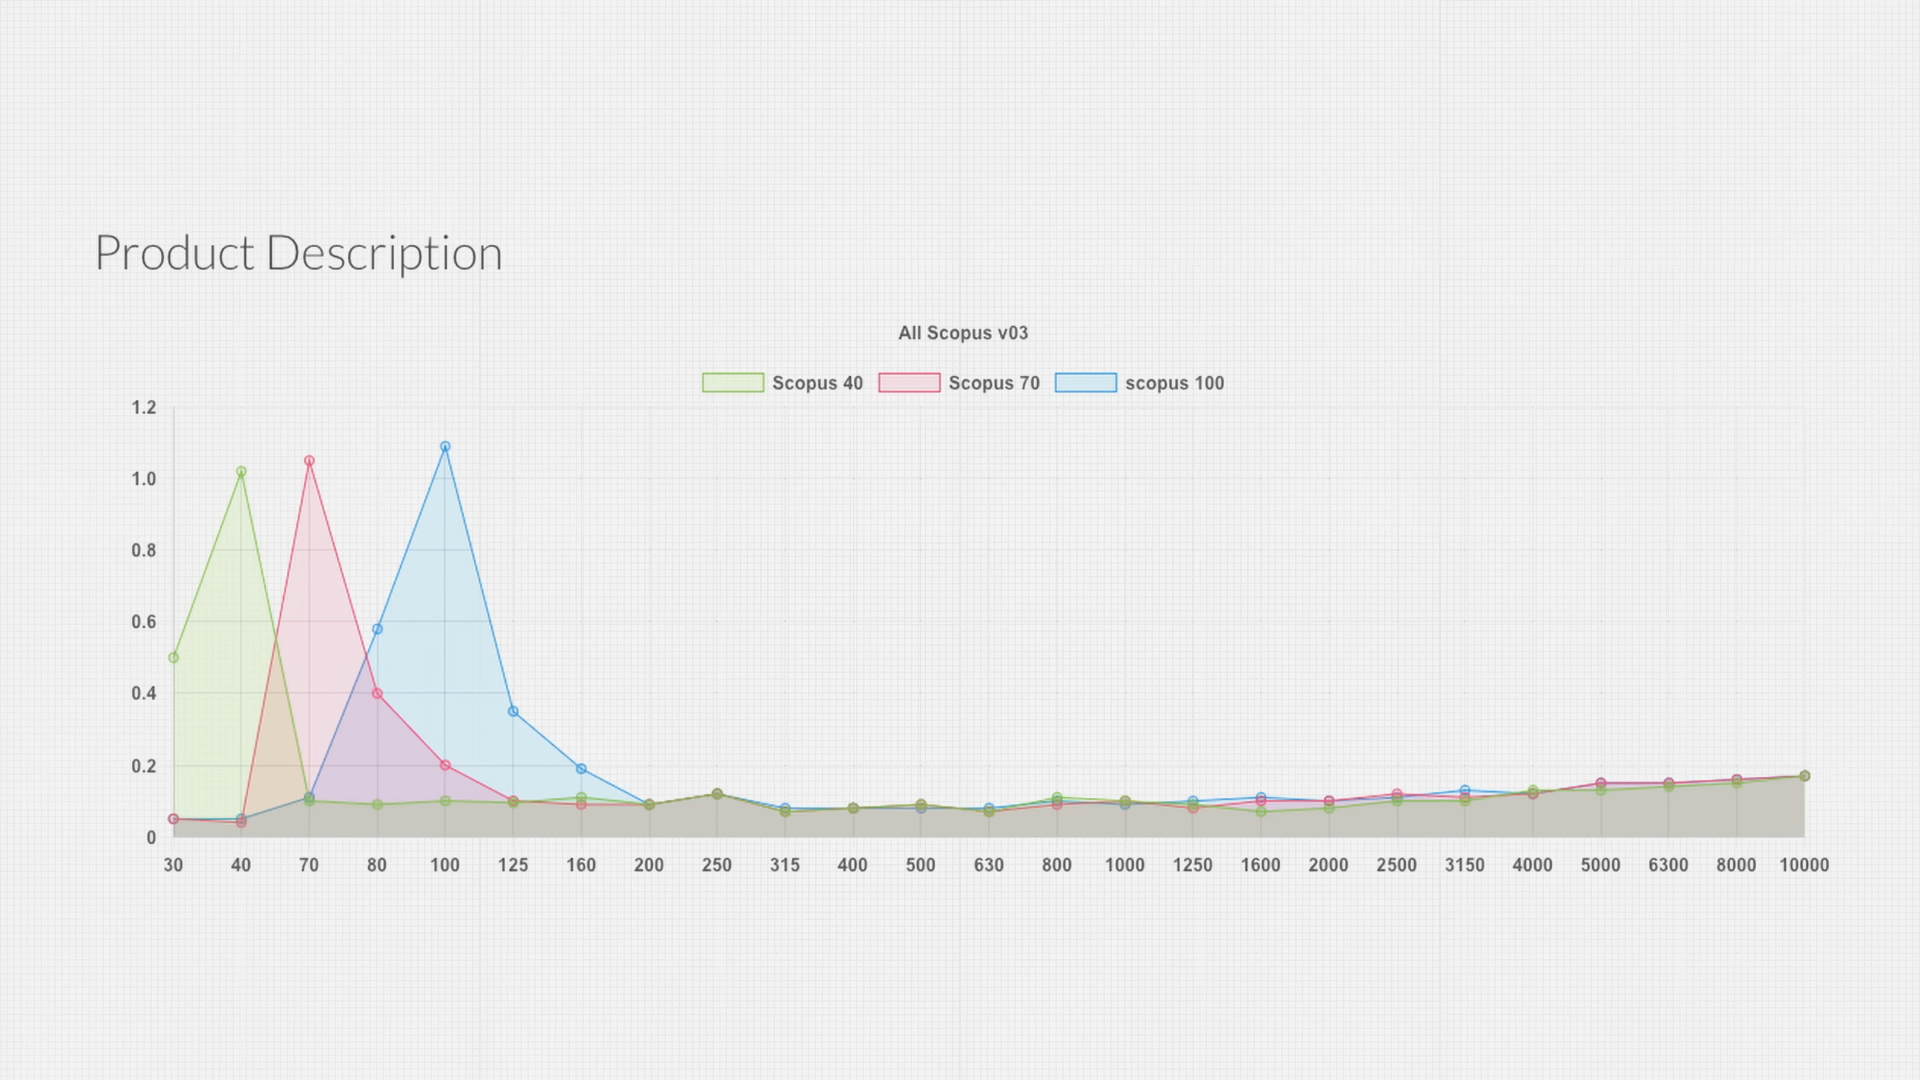 Product Description
All Scopus v03
Scopus 40 Scopus 70 scopus 100
1.2
1.0
0.8
0.6
0.4
0.2
0
30 40 70 80 100 125 160 200 250 315 400 500 630 800 1000 1250 1600 2000 2500 3150 4000 5000 6300 8000 10000